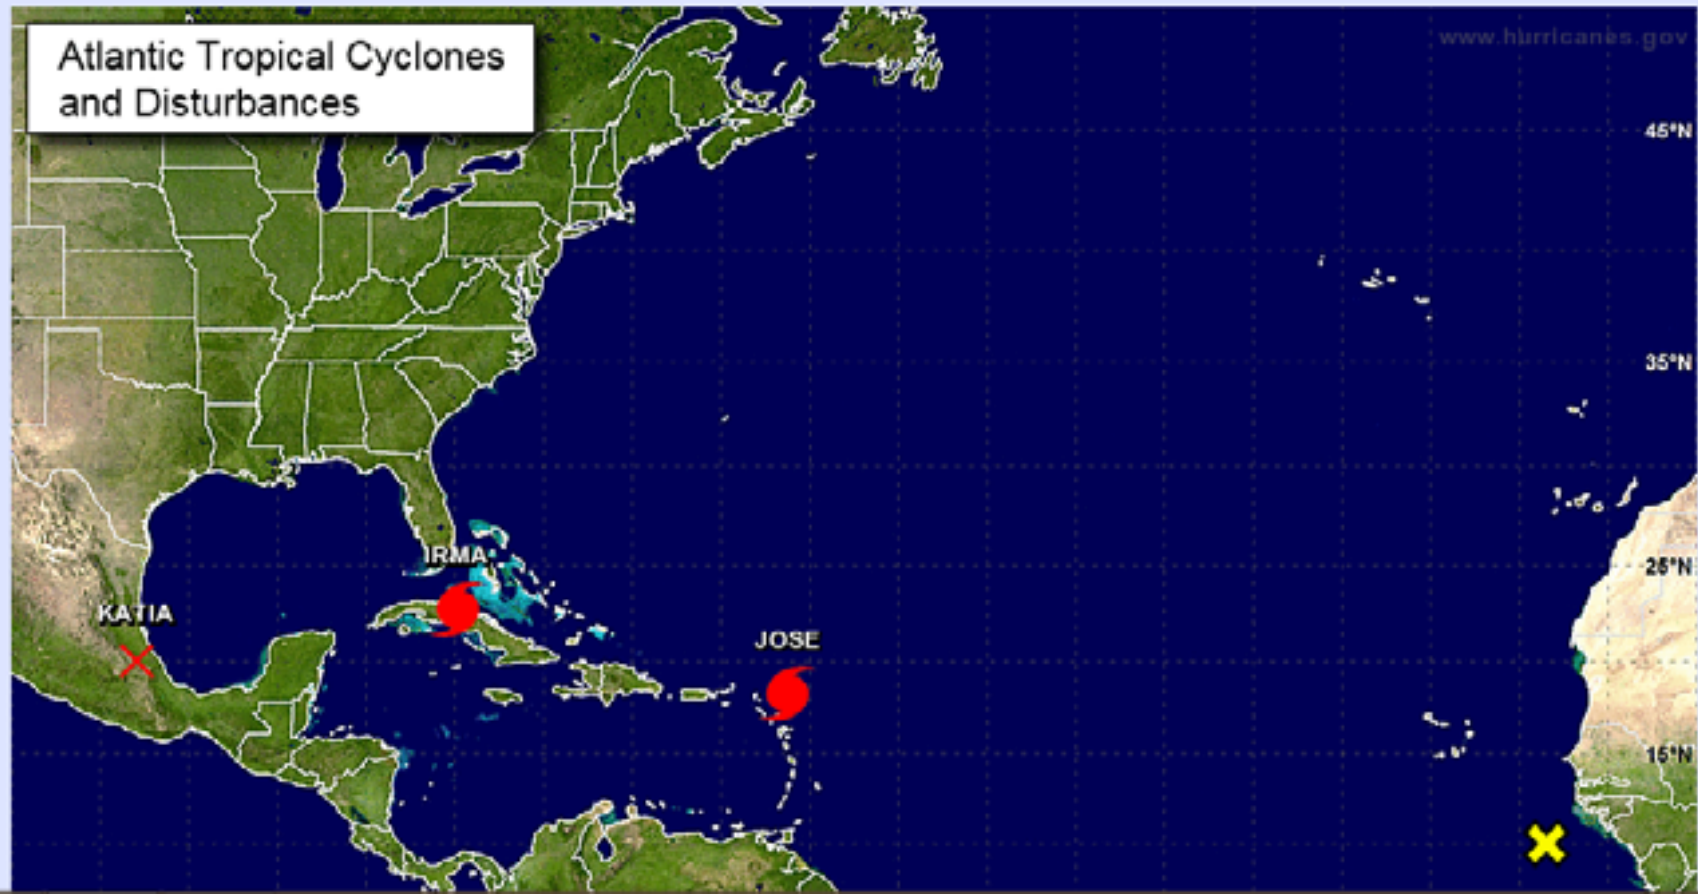 Atlantic Tropical Cyclones
and Disturbances
www.hurricanes.gov
45°N
35°N
IRMA
25°N
KATIA
JOSE
15°N